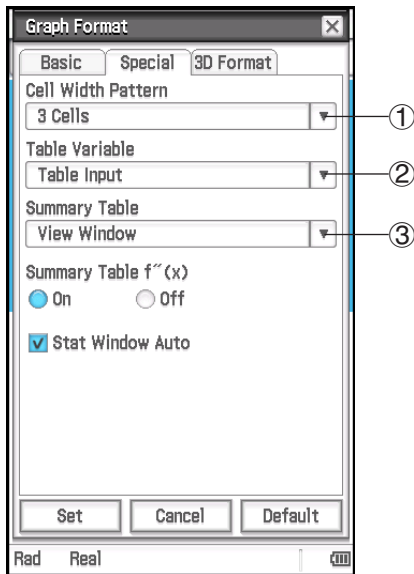 Graph Format
Basic Special 3D Format
Cell Width Pattern
3 Cells ①
Table Variable
Table Input ②
Summary Table
View Window ③
Summary Table f″(x)
On Off
Stat Window Auto
Set Cancel Default
Rad Real